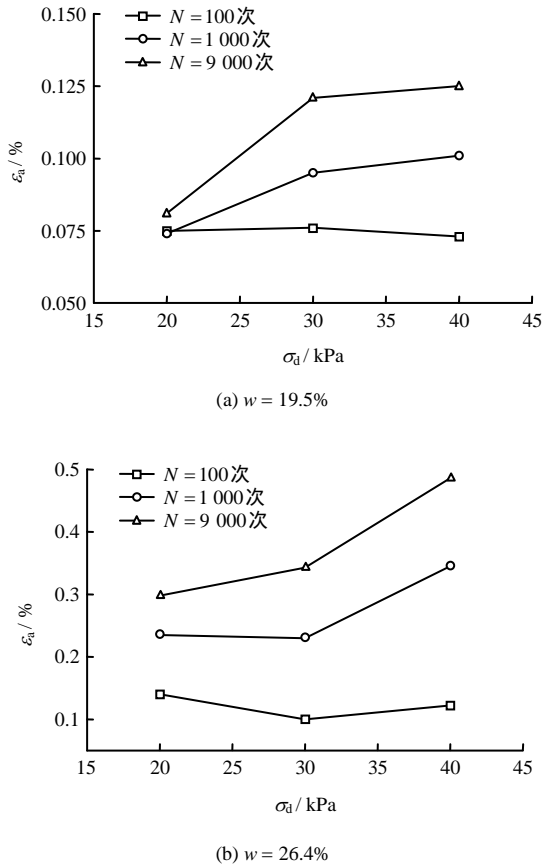 0.150
N = 100次
N = 1 000次
N = 9 000次
0.125
0.100
0.075
0.050
εa / %
15 20 25 30 35 40 45
σd / kPa
(a) w = 19.5%
0.5
N = 100次
N = 1 000次
N = 9 000次
0.4
0.3
0.2
0.1
εa / %
15 20 25 30 35 40 45
σd / kPa
(b) w = 26.4%